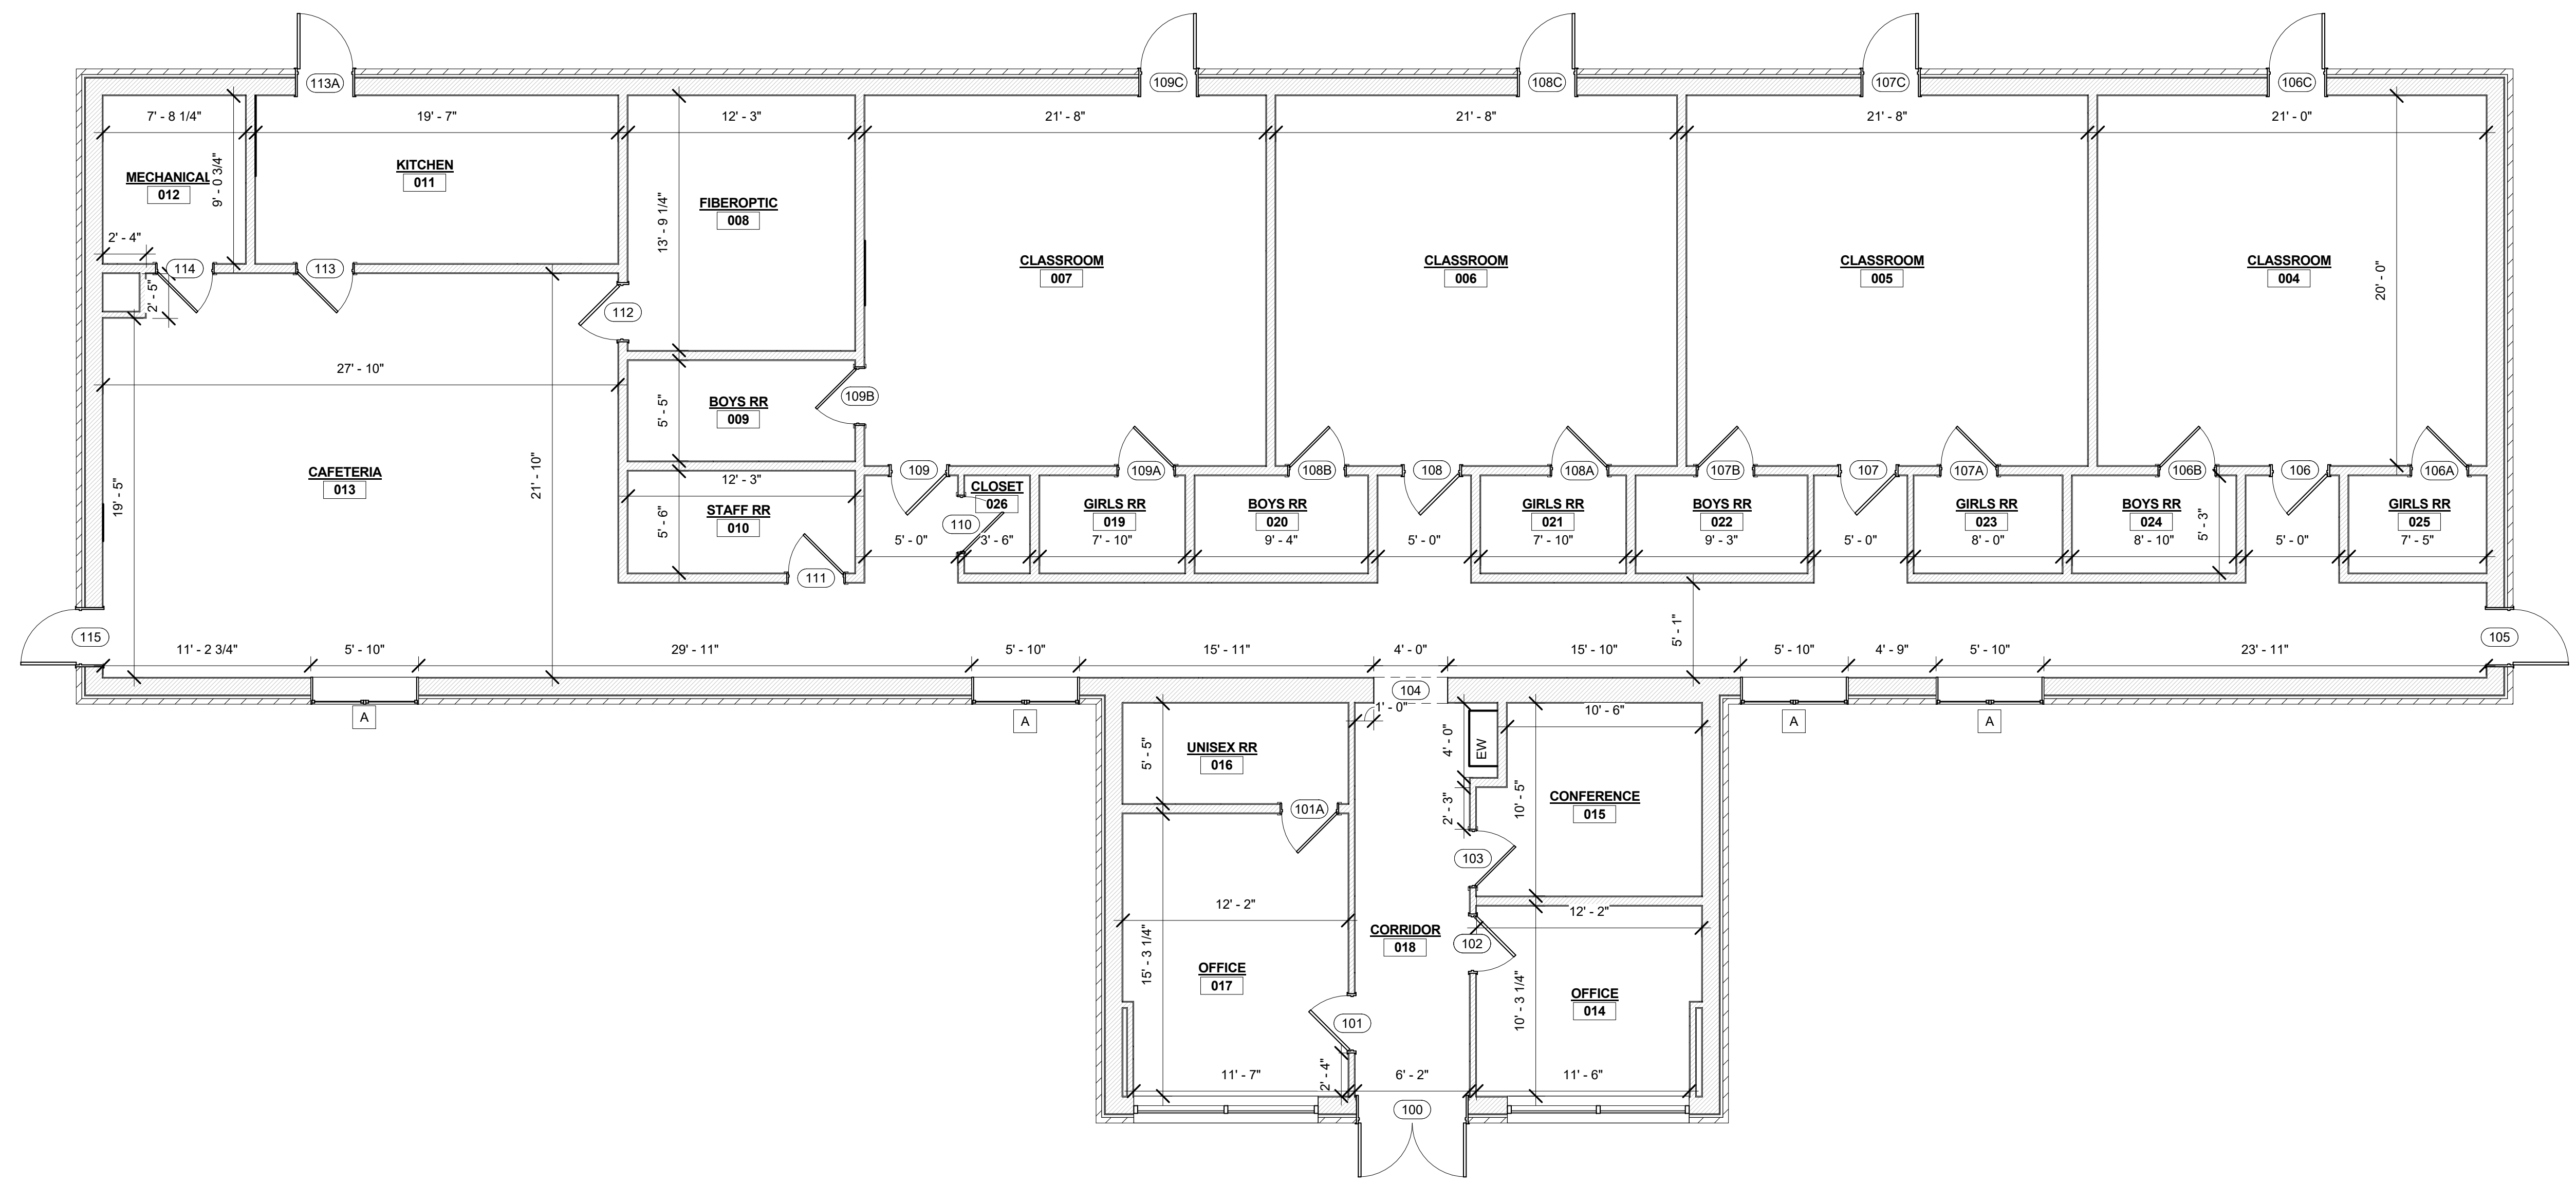 113A
109C
108C
107C
106C
7' - 8 1/4"
19' - 7"
12' - 3"
21' - 8"
21' - 8"
21' - 8"
21' - 0"
MECHANICAL
012
9' - 0 3/4"
KITCHEN
011
FIBEROPTIC
008
13' - 9 1/4"
CLASSROOM
007
CLASSROOM
006
CLASSROOM
005
CLASSROOM
004
20' - 0"
2' - 4"
114
113
2' - 5"
112
27' - 10"
BOYS RR
009
5' - 5"
109B
CAFETERIA
013
19' - 5"
21' - 10"
12' - 3"
STAFF RR
010
5' - 6"
111
109
CLOSET
026
110
109A
108B
108
108A
107B
107
107A
106B
106
106A
GIRLS RR
019
BOYS RR
020
GIRLS RR
021
BOYS RR
022
GIRLS RR
023
BOYS RR
024
5' - 3"
GIRLS RR
025
5' - 0"
3' - 6"
7' - 10"
9' - 4"
5' - 0"
7' - 10"
9' - 3"
5' - 0"
8' - 0"
8' - 10"
5' - 0"
7' - 5"
115
5' - 1"
105
11' - 2 3/4"
5' - 10"
29' - 11"
5' - 10"
15' - 11"
4' - 0"
15' - 10"
5' - 10"
4' - 9"
5' - 10"
23' - 11"
104
A
A
A
A
1' - 0"
10' - 6"
UNISEX RR
016
5' - 5"
4' - 0"
EW
101A
2' - 3"
10' - 5"
CONFERENCE
015
103
12' - 2"
12' - 2"
CORRIDOR
018
102
15' - 3 1/4"
OFFICE
017
10' - 3 1/4"
OFFICE
014
101
11' - 7"
2' - 4"
6' - 2"
11' - 6"
100